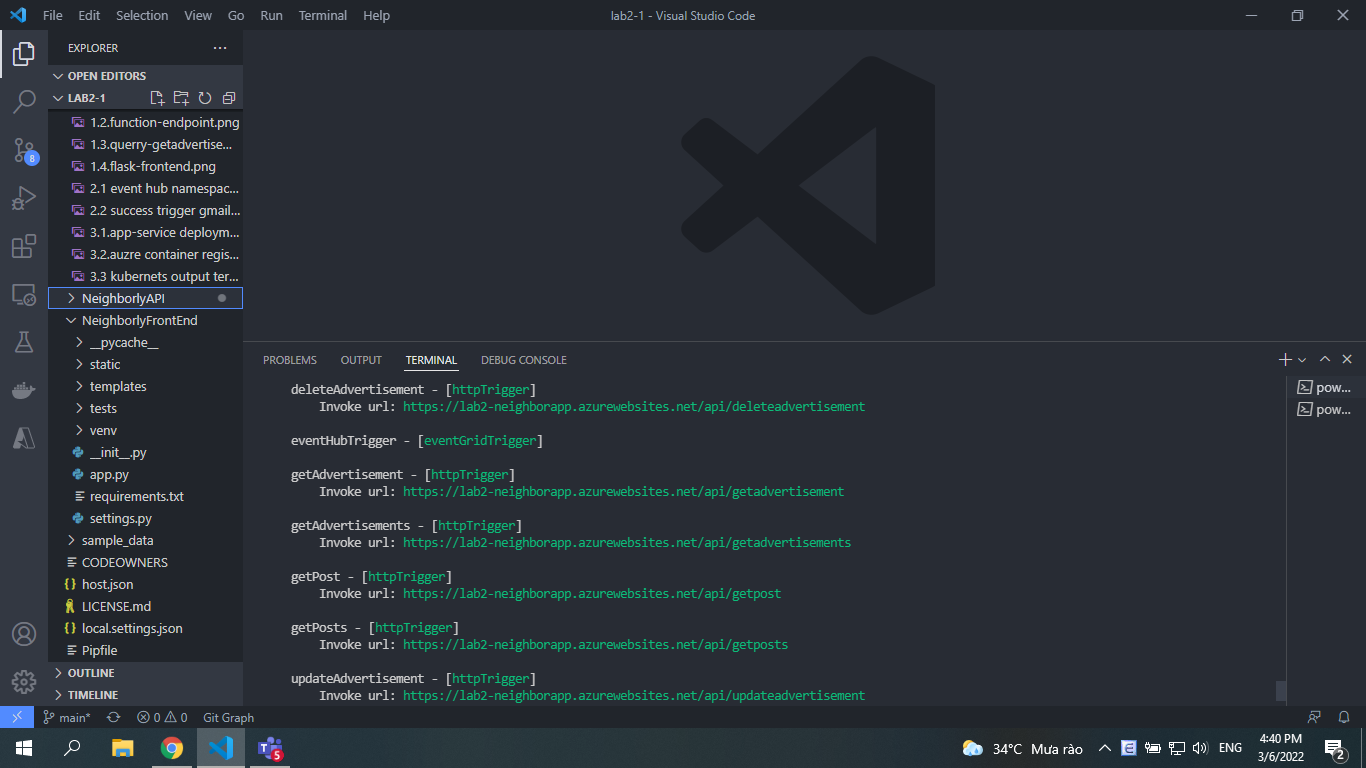 File Edit Selection View Go Run Terminal Help
lab2-1 - Visual Studio Code
EXPLORER
OPEN EDITORS
LAB2-1
1.2.function-endpoint.png
1.3.querry-getadvertise...
1.4.flask-frontend.png
2.1 event hub namespac...
2.2 success trigger gmail...
3.1.app-service deploym...
3.2.auzre container regis...
3.3 kubernets output ter...
NeighborlyAPI
NeighborlyFrontEnd
__pycache__
static
templates
tests
venv
__init__.py
app.py
requirements.txt
settings.py
sample_data
CODEOWNERS
host.json
LICENSE.md
local.settings.json
Pipfile
OUTLINE
TIMELINE
8
PROBLEMS OUTPUT TERMINAL DEBUG CONSOLE
deleteAdvertisement - [httpTrigger]
Invoke url: https://lab2-neighborapp.azurewebsites.net/api/deleteadvertisement
eventHubTrigger - [eventGridTrigger]
getAdvertisement - [httpTrigger]
Invoke url: https://lab2-neighborapp.azurewebsites.net/api/getadvertisement
getAdvertisements - [httpTrigger]
Invoke url: https://lab2-neighborapp.azurewebsites.net/api/getadvertisements
getPost - [httpTrigger]
Invoke url: https://lab2-neighborapp.azurewebsites.net/api/getpost
getPosts - [httpTrigger]
Invoke url: https://lab2-neighborapp.azurewebsites.net/api/getposts
updateAdvertisement - [httpTrigger]
Invoke url: https://lab2-neighborapp.azurewebsites.net/api/updateadvertisement
pow...
pow...
main* 0 0 Git Graph
5
34°C Mưa rào
E
ENG
4:40 PM
3/6/2022
2